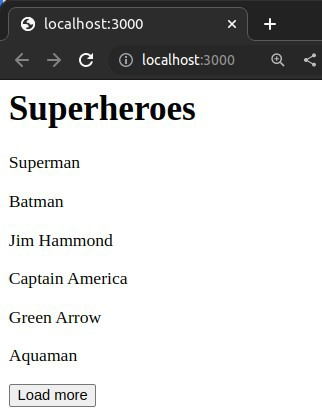 localhost:3000
localhost:3000
Superheroes
Superman
Batman
Jim Hammond
Captain America
Green Arrow
Aquaman
Load more